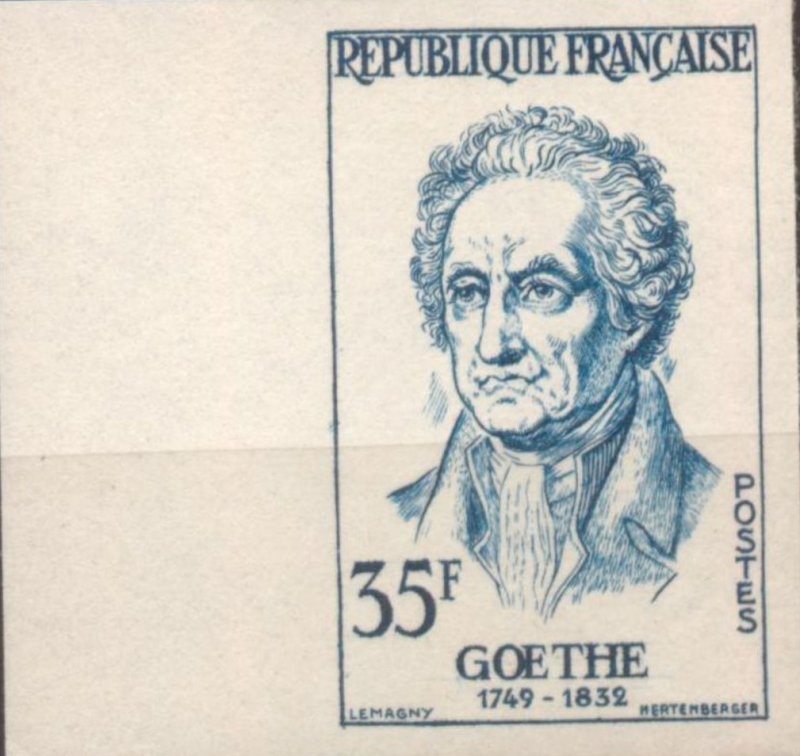 REPUBLIQUE FRANÇAISE
POSTES
35F
GOETHE
1749 - 1832
LEMAGNY
HERTENBERGER